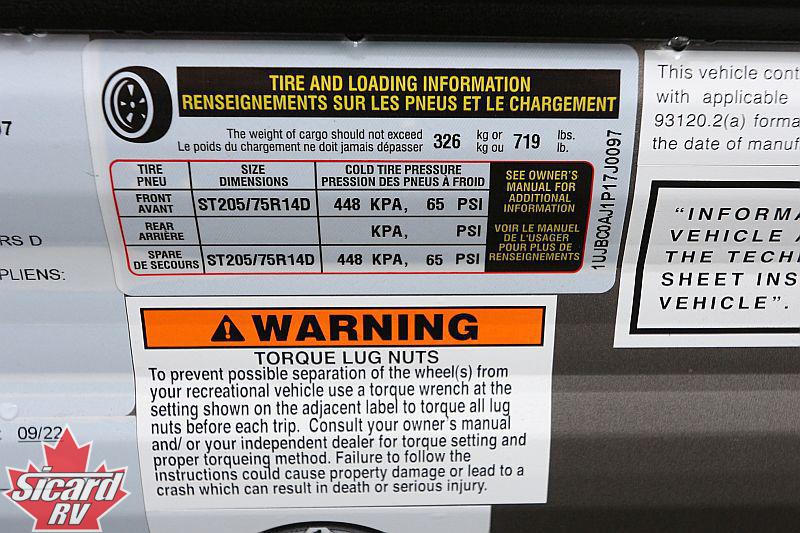 TIRE AND LOADING INFORMATION
RENSEIGNEMENTS SUR LES PNEUS ET LE CHARGEMENT
The weight of cargo should not exceed 326 kg or 719 lbs.
Le poids du chargement ne doit jamais dépasser kg ou lb.
TIRE SIZE COLD TIRE PRESSURE
PNEU DIMENSIONS PRESSION DES PNEUS À FROID
FRONT
AVANT ST205/75R14D 448 KPA, 65 PSI
REAR
ARRIÈRE KPA, PSI
SPARE
DE SECOURS ST205/75R14D 448 KPA, 65 PSI
SEE OWNER'S
MANUAL FOR
ADDITIONAL
INFORMATION
VOIR LE MANUEL
DE L'USAGER
POUR PLUS DE
RENSEIGNEMENTS
1UJBC0AJ1P17J0097
WARNING
TORQUE LUG NUTS
To prevent possible separation of the wheel(s) from
your recreational vehicle use a torque wrench at the
setting shown on the adjacent label to torque all lug
nuts before each trip. Consult your owner's manual
and/ or your independent dealer for torque setting and
proper torqueing method. Failure to follow the
instructions could cause property damage or lead to a
crash which can result in death or serious injury.
This vehicle cont
with applicable
93120.2(a) forma
the date of manuf
"INFORMA
VEHICLE A
THE TECH
SHEET INS
VEHICLE".
7
RS D
PLIENS:
09/22
Sicard
RV